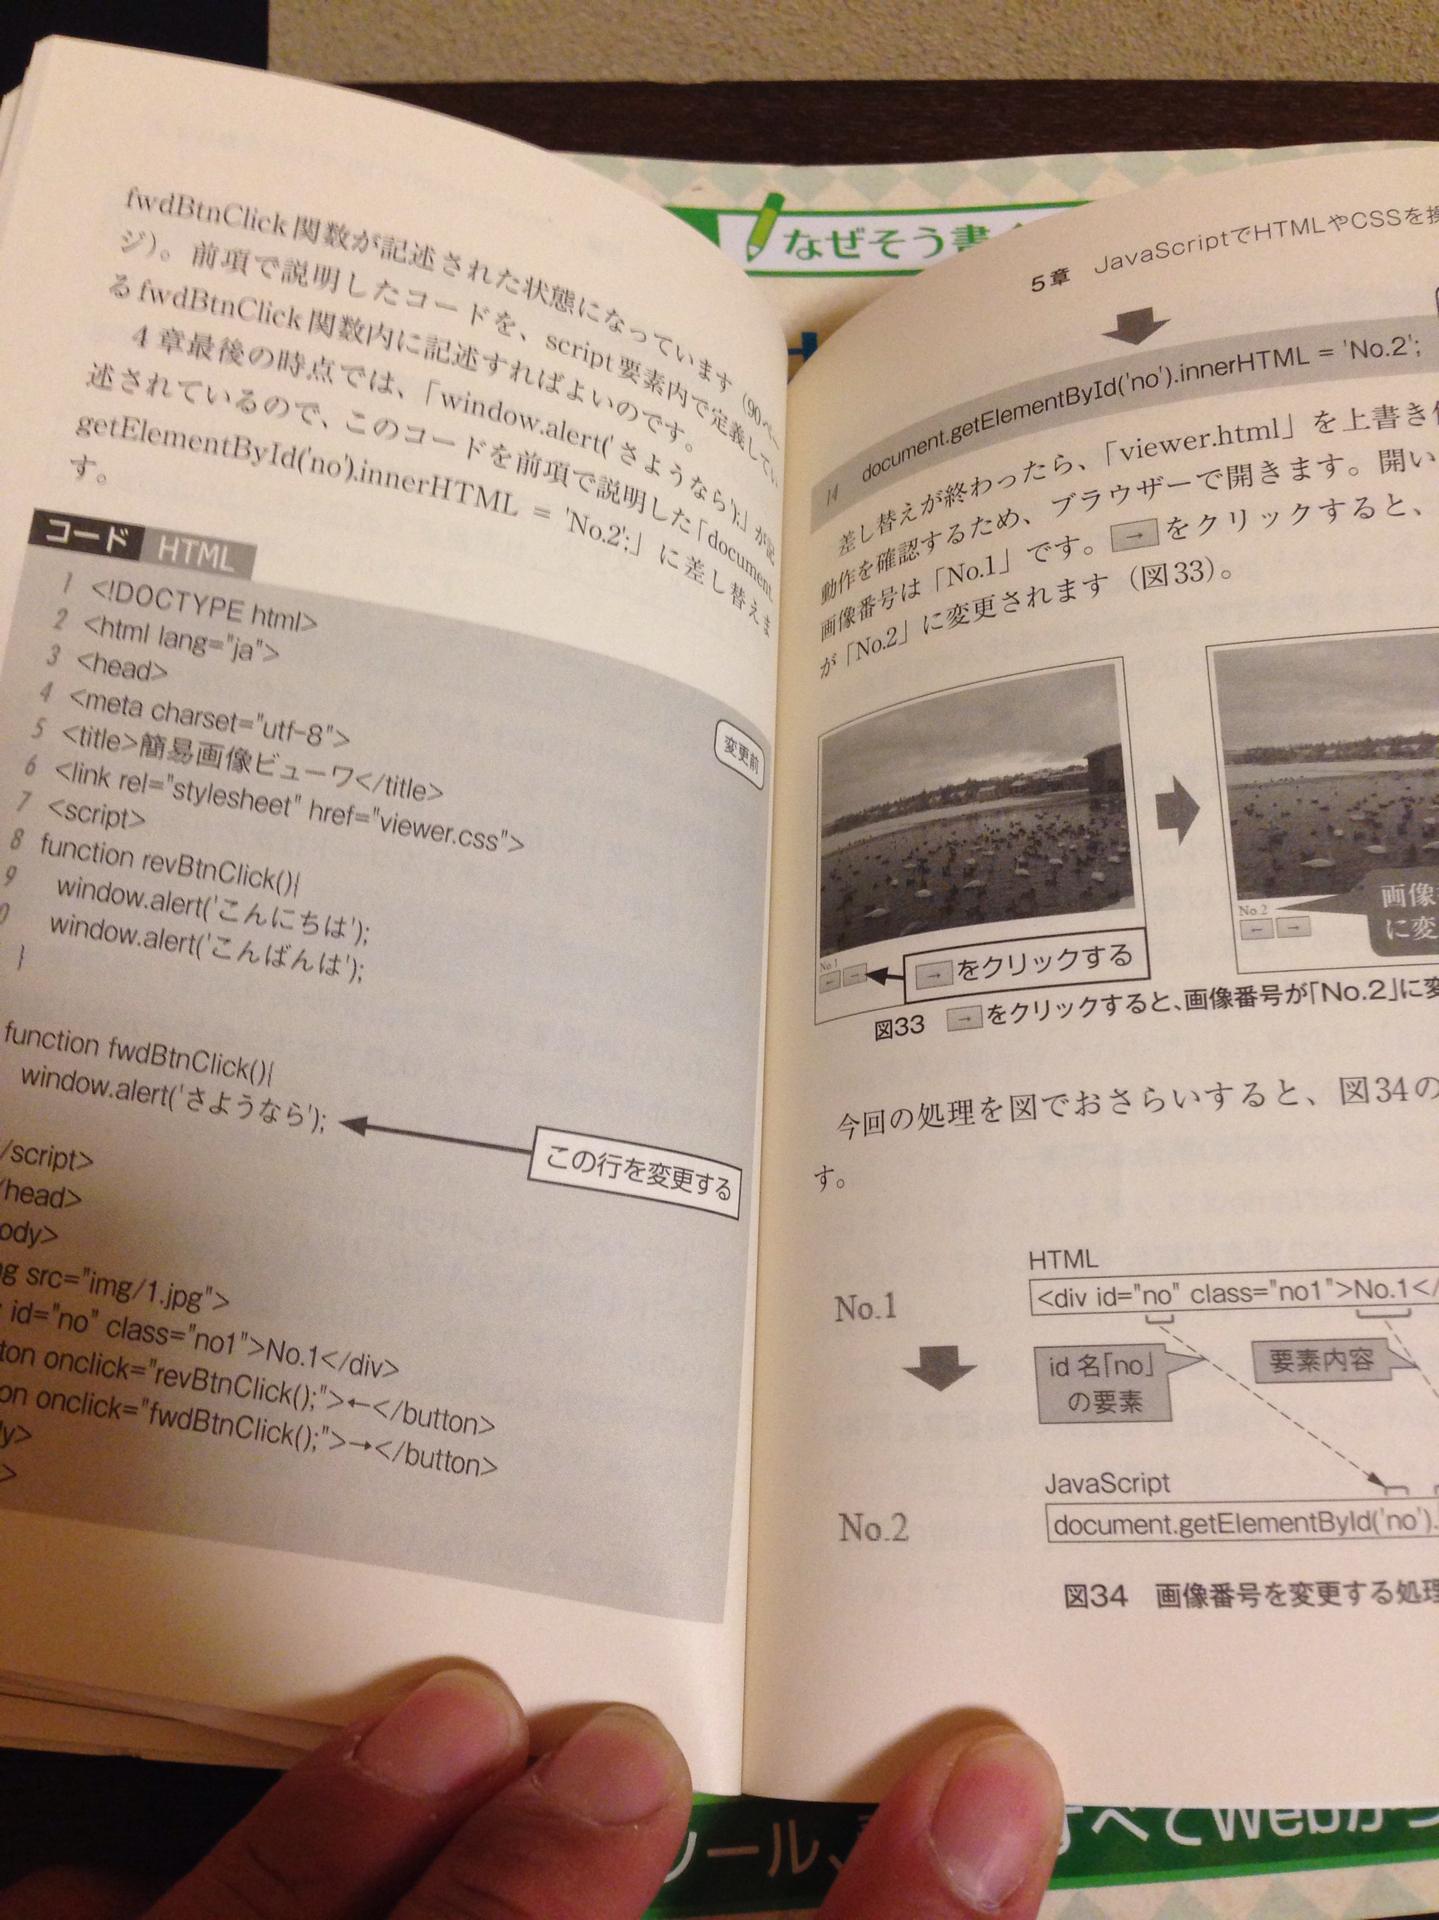 fwdBtnClick関数が記述された状態になっています（90ペー
ジ）。前項で説明したコードを、script要素内で定義してい
るfwdBtnClick関数内に記述すればよいのです。
4章最後の時点では、「window.alert('さようなら');」が記
述されているので、このコードを前項で説明した「document.
getElementById('no').innerHTML = 'No.2';」に差し替えま
す。
コード HTML
変更前
1 <!DOCTYPE html>
2 <html lang="ja">
3 <head>
4 <meta charset="utf-8">
5 <title>簡易画像ビューワ</title>
6 <link rel="stylesheet" href="viewer.css">
7 <script>
8 function revBtnClick(){
9 window.alert('こんにちは');
0 window.alert('こんばんは');
}
function fwdBtnClick(){
window.alert('さようなら');
この行を変更する
/script>
/head>
ody>
g src="img/1.jpg">
id="no" class="no1">No.1</div>
ton onclick="revBtnClick();">←</button>
on onclick="fwdBtnClick();">→</button>
y>
>
なぜそう書
5章 JavaScriptでHTMLやCSSを操
14 document.getElementById('no').innerHTML = 'No.2';
差し替えが終わったら、「viewer.html」を上書き
動作を確認するため、ブラウザーで開きます。開い
画像番号は「No.1」です。→をクリックすると、
が「No.2」に変更されます（図33）。
No.1
← →
→をクリックする
No.2
← →
画像
に変
図33 →をクリックすると、画像番号が「No.2」に変
今回の処理を図でおさらいすると、図34の
す。
HTML
No.1 <div id="no" class="no1">No.1</
id名「no」
の要素
要素内容
JavaScript
No.2 document.getElementById('no').
図34 画像番号を変更する処理
ール、
すべてWebか